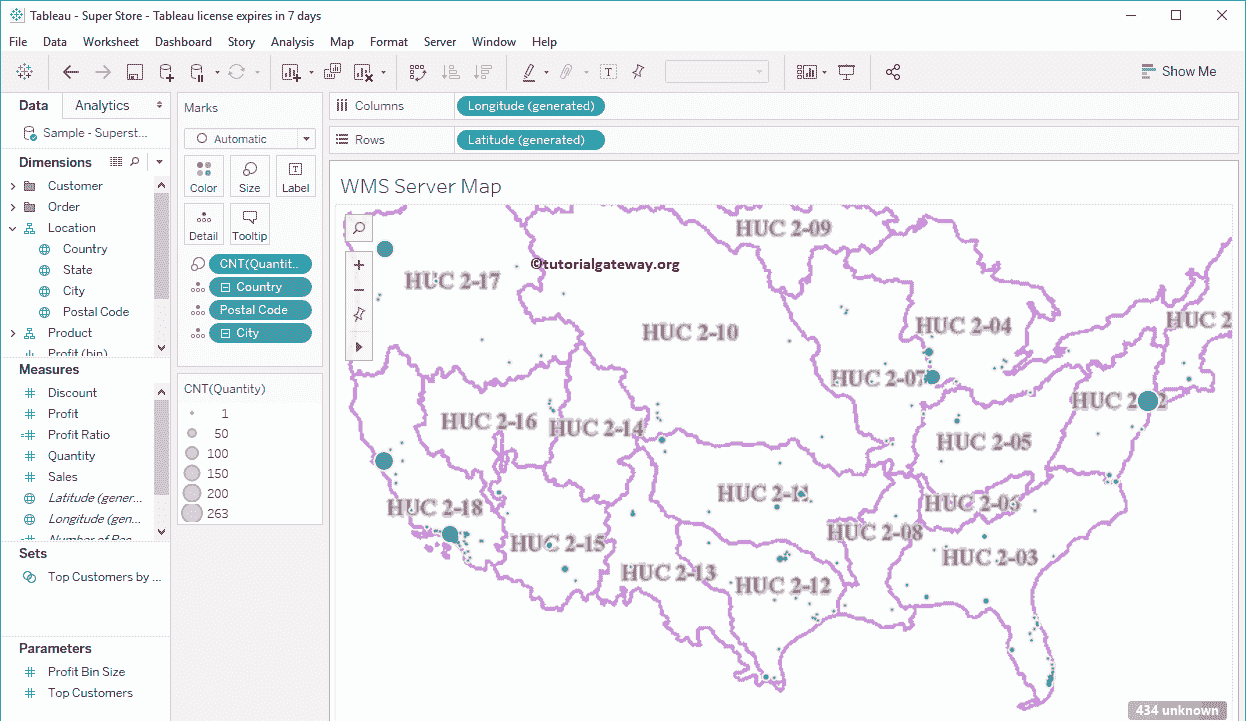 Tableau - Super Store - Tableau license expires in 7 days
File Data Worksheet Dashboard Story Analysis Map Format Server Window Help
Show Me
Data Analytics
Sample - Superst...
Dimensions
Customer
Order
Location
Country
State
City
Postal Code
Product
Profit (bin)
Measures
Discount
Profit
Profit Ratio
Quantity
Sales
Latitude (gener...
Longitude (gen...
Number of Rec
Sets
Top Customers by ...
Parameters
Profit Bin Size
Top Customers
Marks
Automatic
Color Size Label
Detail Tooltip
CNT(Quantit..
Country
Postal Code
City
CNT(Quantity)
1
50
100
150
200
263
Columns Longitude (generated)
Rows Latitude (generated)
WMS Server Map
HUC 2-09
©tutorialgateway.org
HUC 2-17
HUC 2-10
HUC 2-04
HUC 2
HUC 2-07
HUC 2-02
HUC 2-16
HUC 2-14
HUC 2-05
HUC 2-11
HUC 2-06
HUC 2-18
HUC 2-08
HUC 2-15
HUC 2-03
HUC 2-13
HUC 2-12
434 unknown